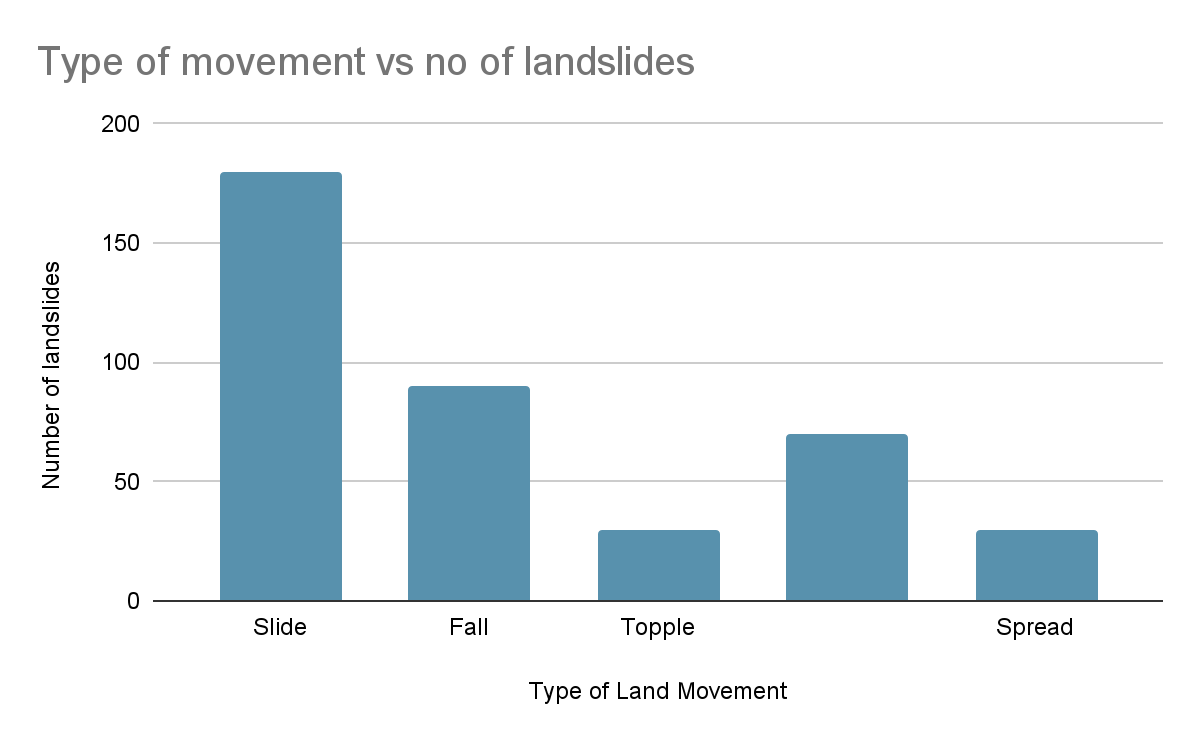 Type of movement vs no of landslides
200
150
100
50
0
Number of landslides
Slide Fall Topple Spread
Type of Land Movement